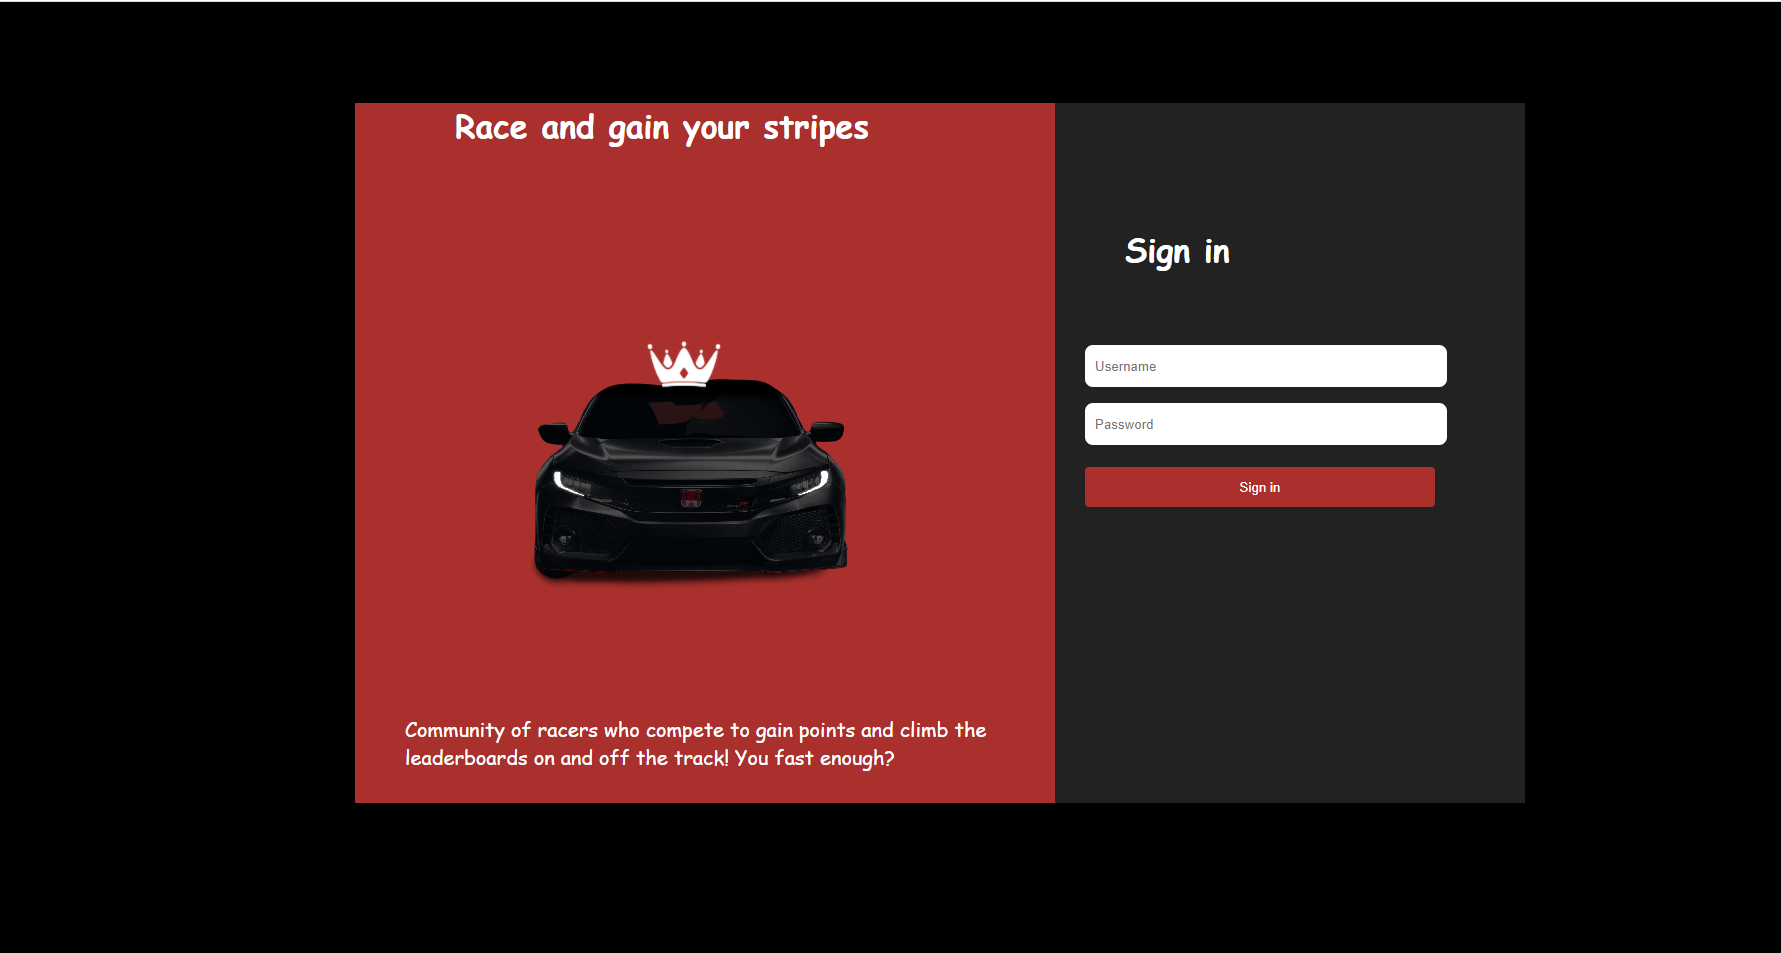 Race and gain your stripes
Sign in
Username
Password
Sign in
Community of racers who compete to gain points and climb the
leaderboards on and off the track! You fast enough?